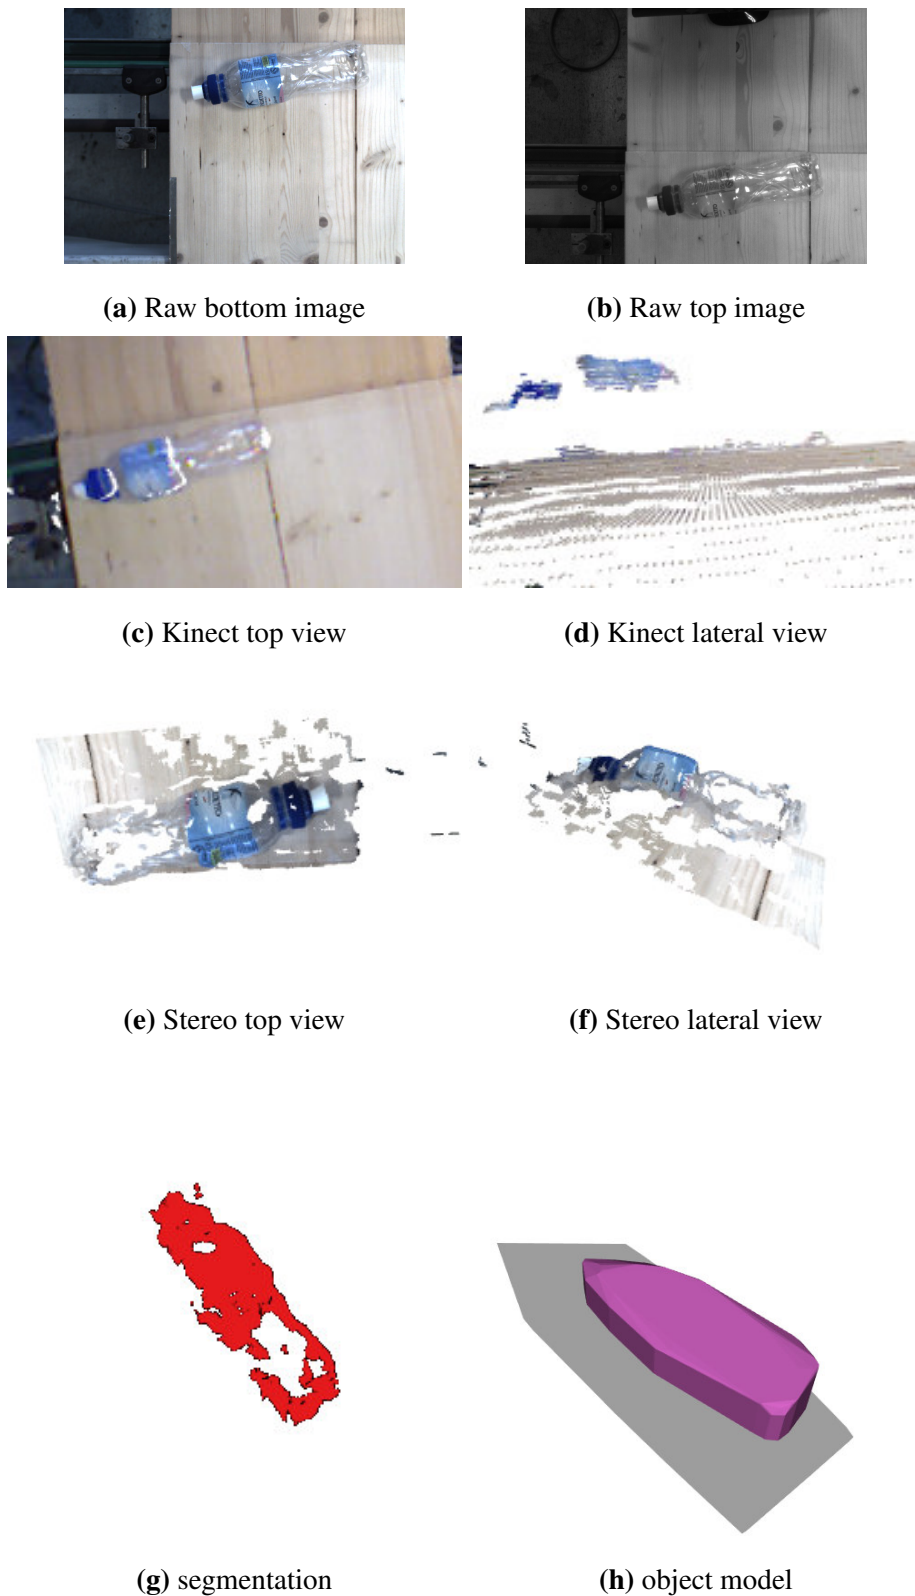 (a) Raw bottom image
(b) Raw top image
(c) Kinect top view
(d) Kinect lateral view
(e) Stereo top view
(f) Stereo lateral view
(g) segmentation
(h) object model